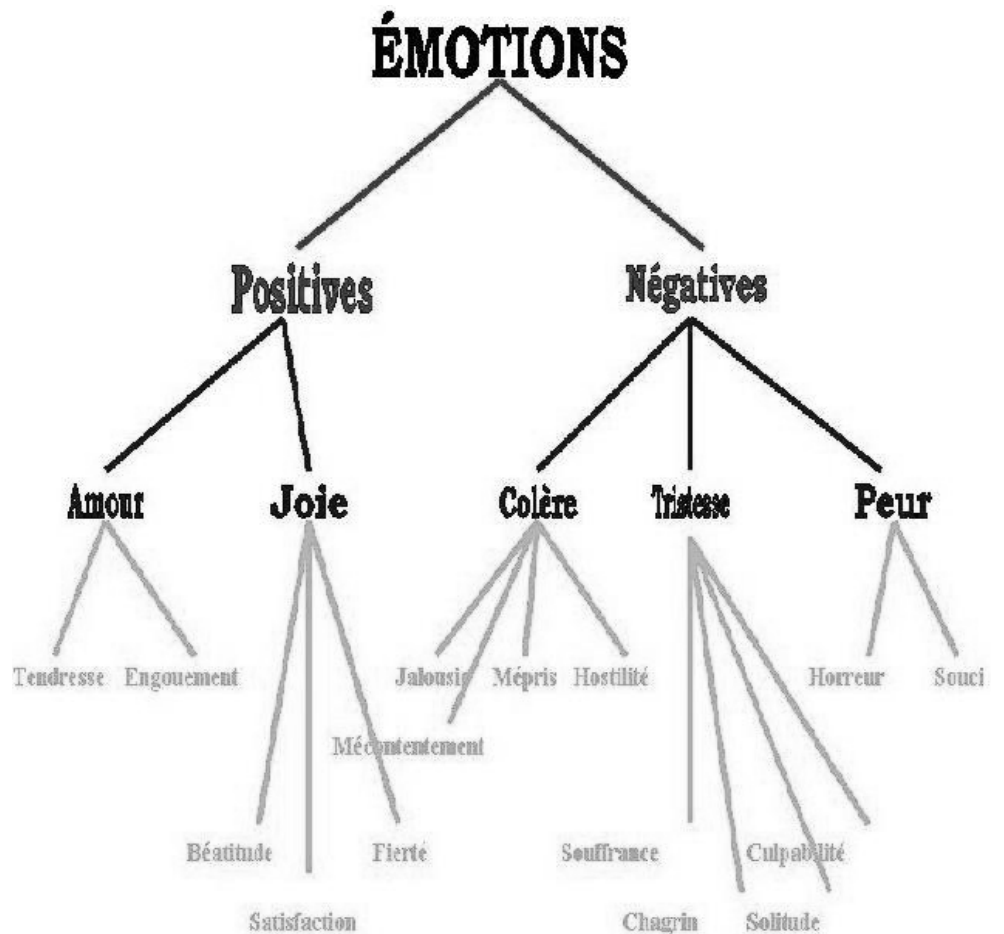 ÉMOTIONS
Positives Négatives
Amour Joie Colère Tristesse Peur
Tendresse Engouement Jalousie Mépris Hostilité Horreur Souci
Mécontentement
Béatitude Fierté Souffrance Culpabilité
Satisfaction Chagrin Solitude